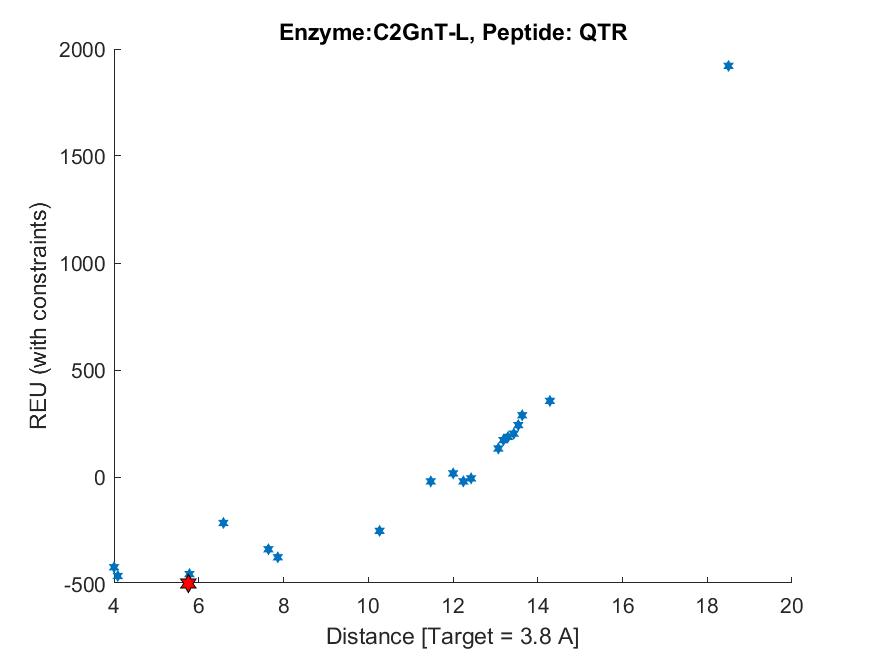 Enzyme:C2GnT-L, Peptide: QTR
2000
1500
1000
500
0
-500
REU (with constraints)
4 6 8 10 12 14 16 18 20
Distance [Target = 3.8 A]